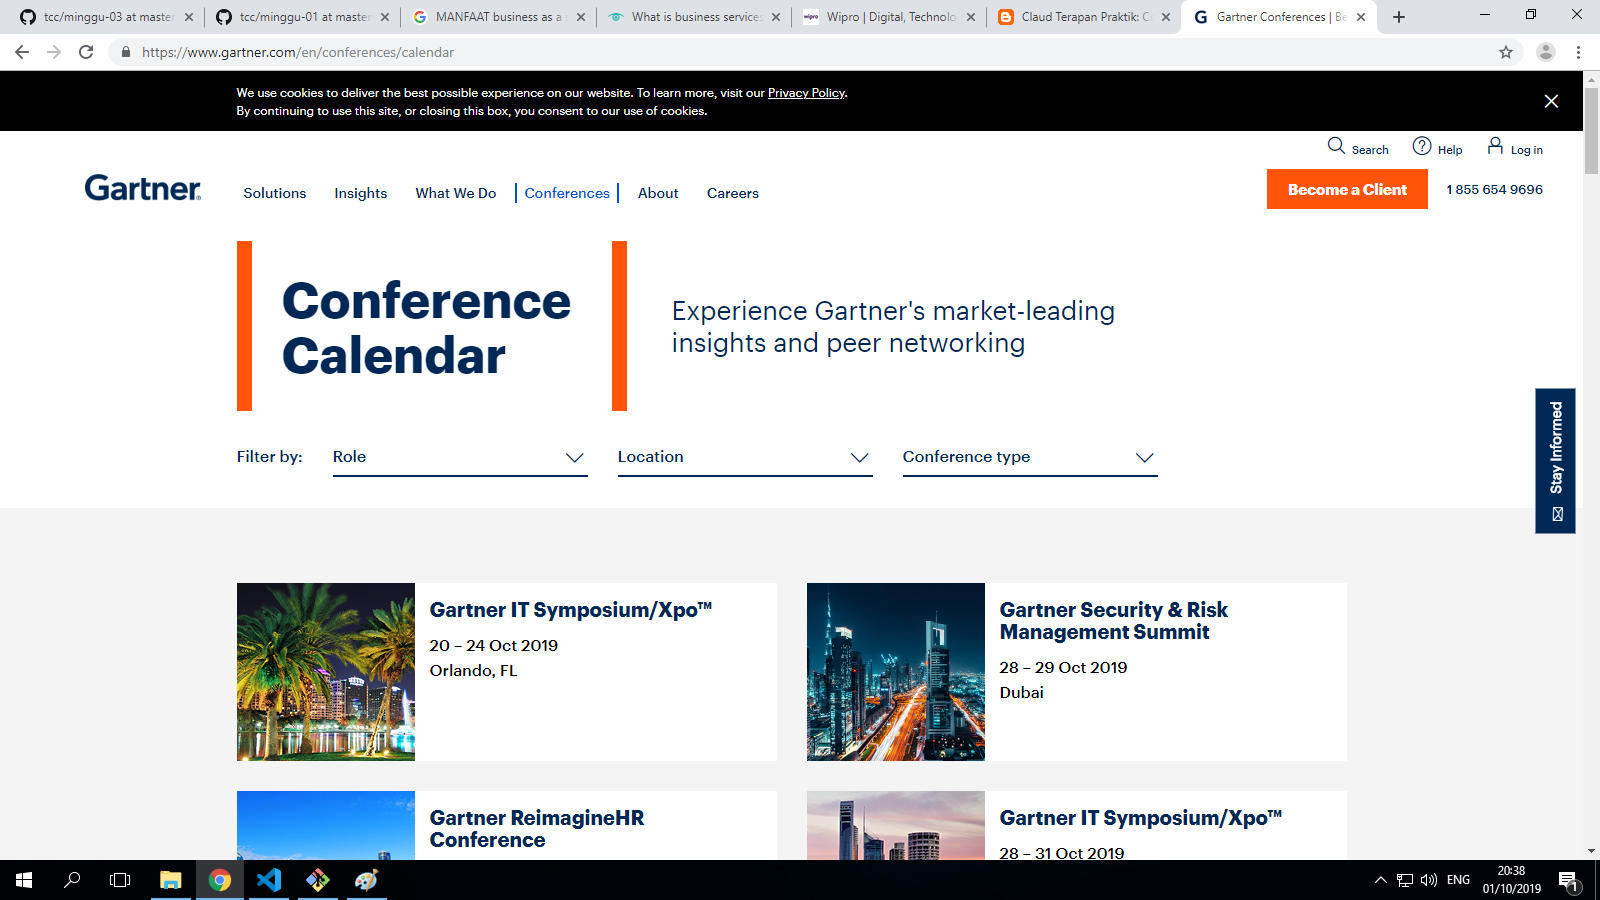 tcc/minggu-03 at master
tcc/minggu-01 at master
MANFAAT business as a s
What is business services
Wipro | Digital, Technolo
Claud Terapan Praktik: C
Gartner Conferences | Be
https://www.gartner.com/en/conferences/calendar
We use cookies to deliver the best possible experience on our website. To learn more, visit our Privacy Policy.
By continuing to use this site, or closing this box, you consent to our use of cookies.
Search
Help
Log in
Gartner
Solutions
Insights
What We Do
Conferences
About
Careers
Become a Client
1 855 654 9696
Conference
Calendar
Experience Gartner's market-leading
insights and peer networking
Filter by:
Role
Location
Conference type
Stay Informed
Gartner IT Symposium/Xpo™
20 – 24 Oct 2019
Orlando, FL
Gartner Security & Risk
Management Summit
28 – 29 Oct 2019
Dubai
Gartner ReimagineHR
Conference
Gartner IT Symposium/Xpo™
28 – 31 Oct 2019
ENG
20:38
01/10/2019
1